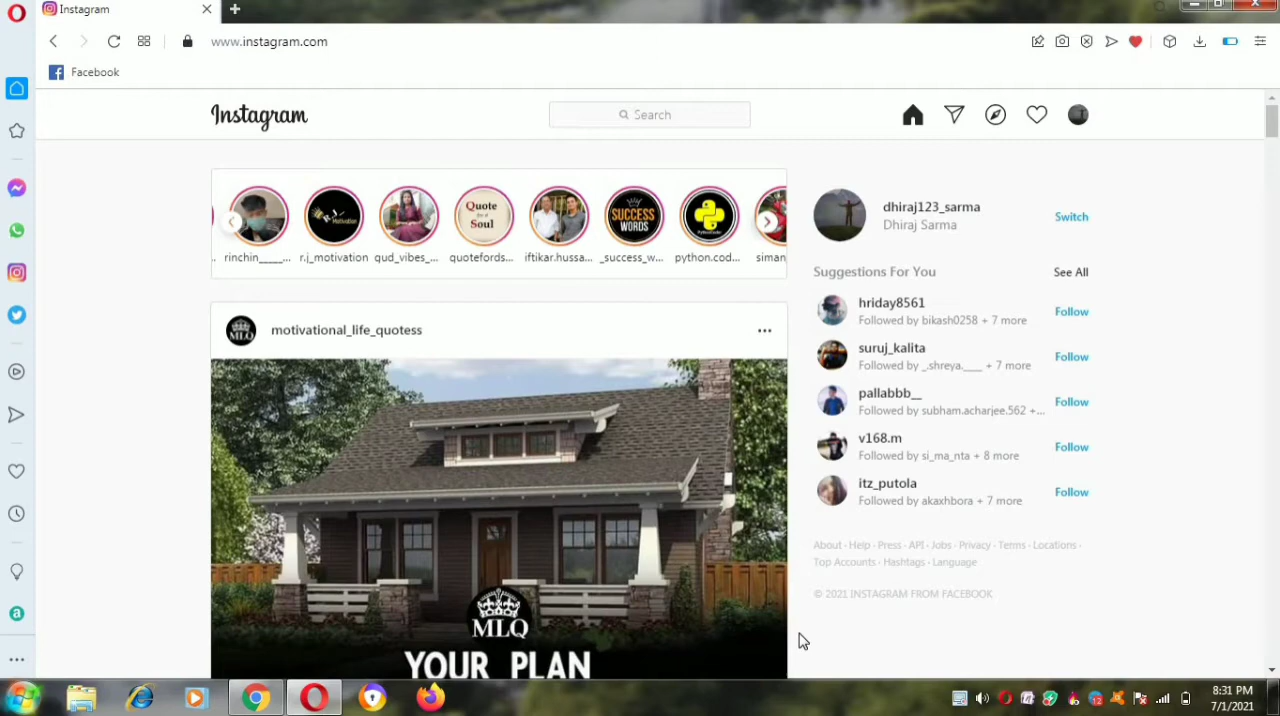 Instagram
www.instagram.com
Facebook
Instagram
Search
rinchin_____...
r.j_motivation
qud_vibes_...
quotefords...
iftikar.hussa...
_success_w...
python.cod...
siman
R.J
Motivation
Quote
for d
Soul
SUCCESS
WORDS
PythonCoder
dhiraj123_sarma
Dhiraj Sarma
Switch
Suggestions For You
See All
hriday8561
Followed by bikash0258 + 7 more
Follow
suruj_kalita
Followed by _.shreya.____ + 7 more
Follow
pallabbb__
Followed by subham.acharjee.562 +...
Follow
v168.m
Followed by si_ma_nta + 8 more
Follow
itz_putola
Followed by akaxhbora + 7 more
Follow
About · Help · Press · API · Jobs · Privacy · Terms · Locations ·
Top Accounts · Hashtags · Language
© 2021 INSTAGRAM FROM FACEBOOK
MLQ
motivational_life_quotess
MLQ
YOUR PLAN
8:31 PM
7/1/2021